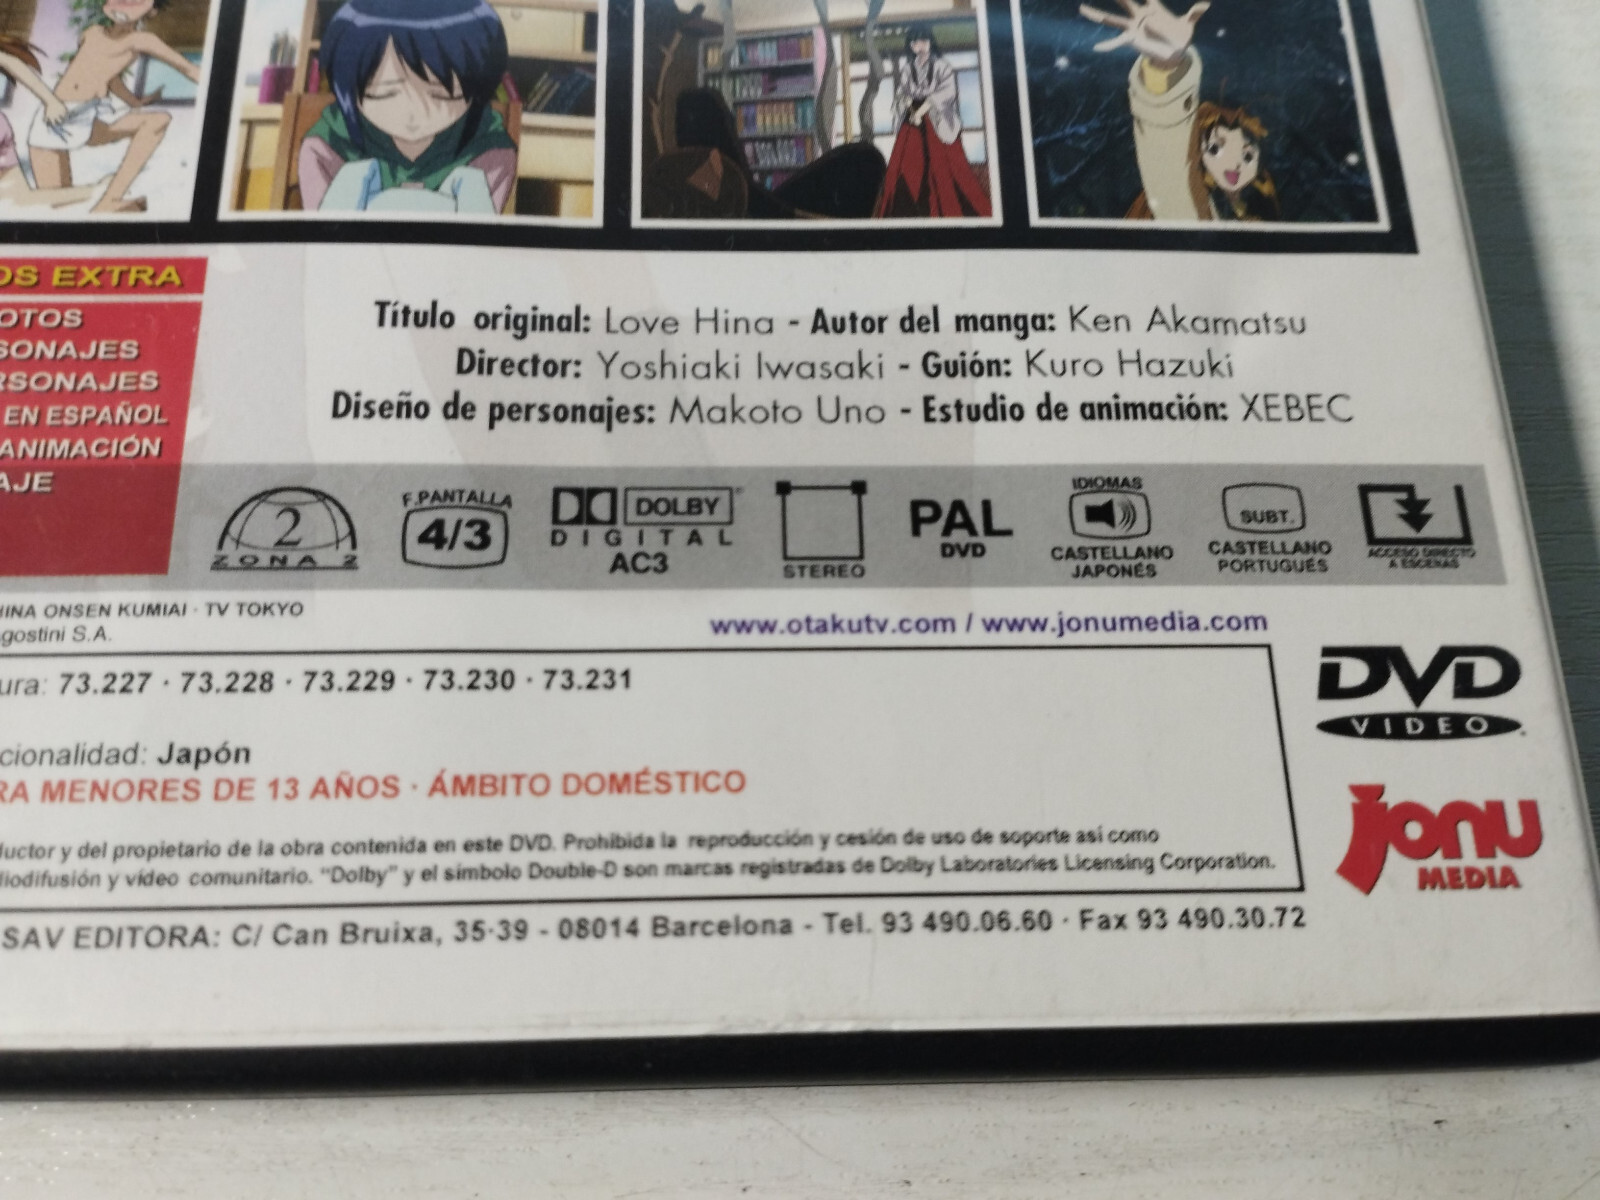 OS EXTRA
OTOS
SONAJES
RSONAJES
EN ESPAÑOL
ANIMACIÓN
AJE
Título original: Love Hina - Autor del manga: Ken Akamatsu
Director: Yoshiaki Iwasaki - Guión: Kuro Hazuki
Diseño de personajes: Makoto Uno - Estudio de animación: XEBEC
2
ZONA 2
F.PANTALLA
4/3
DOLBY
DIGITAL
AC3
STEREO
PAL
DVD
IDIOMAS
CASTELLANO
JAPONÉS
SUBT.
CASTELLANO
PORTUGUÉS
ACCESO DIRECTO
A ESCENAS
HINA ONSEN KUMIAI · TV TOKYO
gostini S.A.
www.otakutv.com / www.jonumedia.com
ura: 73.227 · 73.228 · 73.229 · 73.230 · 73.231
cionalidad: Japón
RA MENORES DE 13 AÑOS · ÁMBITO DOMÉSTICO
ductor y del propietario de la obra contenida en este DVD. Prohibida la reproducción y cesión de uso de soporte así como
diodifusión y vídeo comunitario. "Dolby" y el símbolo Double-D son marcas registradas de Dolby Laboratories Licensing Corporation.
DVD
VIDEO
jonu
MEDIA
SAV EDITORA: C/ Can Bruixa, 35-39 - 08014 Barcelona - Tel. 93 490.06.60 · Fax 93 490.30.72